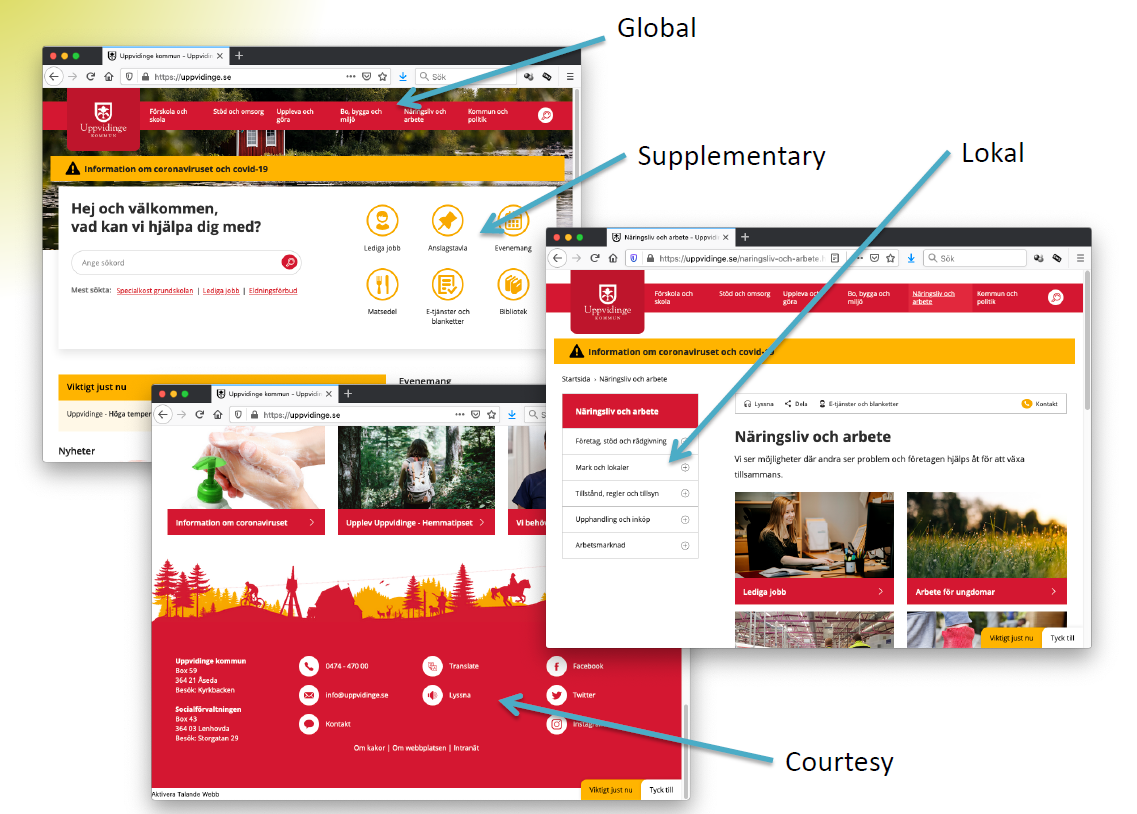 Global
Supplementary
Lokal
Courtesy
Uppvidinge kommun - Uppvidin
https://uppvidinge.se
Sök
Uppvidinge
KOMMUN
Förskola och
skola
Stöd och omsorg
Uppleva och
göra
Bo, bygga och
miljö
Näringsliv och
arbete
Kommun och
politik
Information om coronaviruset och covid-19
Hej och välkommen,
vad kan vi hjälpa dig med?
Ange sökord
Mest sökta: Specialkost grundskolan | Lediga jobb | Eldningsförbud
Lediga jobb
Anslagstavla
Evenemang
Matsedel
E-tjänster och
blanketter
Bibliotek
Viktigt just nu
Evenemang
Uppvidinge - Höga temper
Nyheter
Uppvidinge kommun - Uppvidin
https://uppvidinge.se
S
Information om coronaviruset
Upplev Uppvidinge - Hemmatipset
Vi behöv
Uppvidinge kommun
Box 59
364 21 Åseda
Besök: Kyrkbacken
Socialförvaltningen
Box 43
364 03 Lenhovda
Besök: Storgatan 29
0474 - 470 00
info@uppvidinge.se
Kontakt
Translate
Lyssna
Facebook
Twitter
Instagram
Om kakor | Om webbplatsen | Intranät
Viktigt just nu
Tyck till
Aktivera Talande Webb
Näringsliv och arbete - Uppvid
https://uppvidinge.se/naringsliv-och-arbete.h
Sök
Uppvidinge
KOMMUN
Förskola och
skola
Stöd och omsorg
Uppleva och
göra
Bo, bygga och
miljö
Näringsliv och
arbete
Kommun och
politik
Information om coronaviruset och covid-19
Startsida › Näringsliv och arbete
Näringsliv och arbete
Företag, stöd och rådgivning
Mark och lokaler
Tillstånd, regler och tillsyn
Upphandling och inköp
Arbetsmarknad
Lyssna
Dela
E-tjänster och blanketter
Kontakt
Näringsliv och arbete
Vi ser möjligheter där andra ser problem och företagen hjälps åt för att växa
tillsammans.
Lediga jobb
Arbete för ungdomar
Viktigt just nu
Tyck till